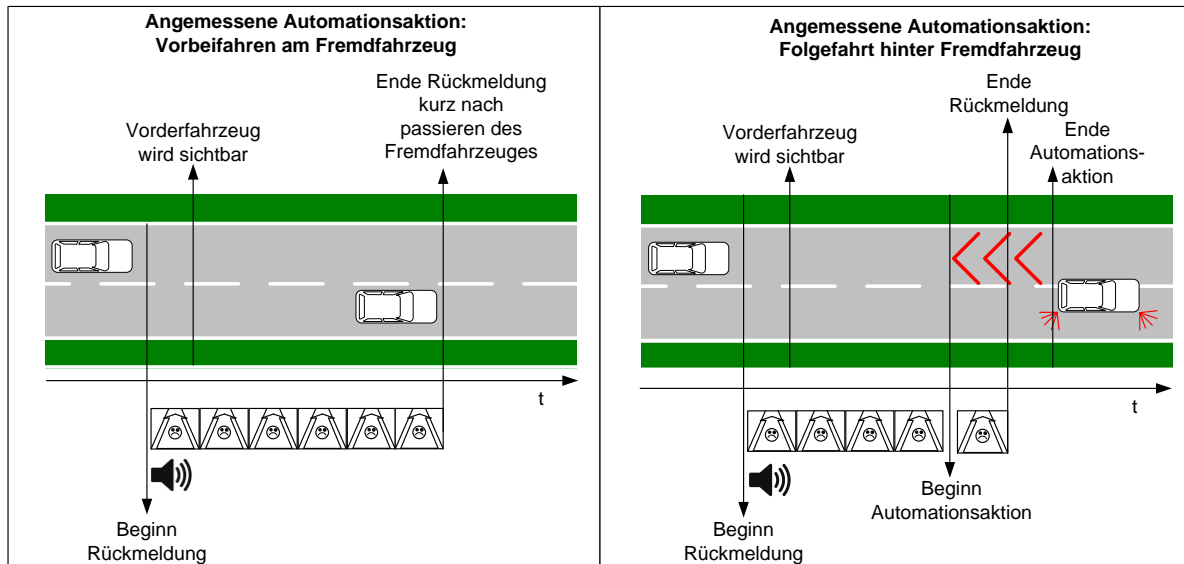 Angemessene Automationsaktion:
Vorbeifahren am Fremdfahrzeug
Ende Rückmeldung
kurz nach
passieren des
Fremdfahrzeuges
Vorderfahrzeug
wird sichtbar
t
Beginn
Rückmeldung
Angemessene Automationsaktion:
Folgefahrt hinter Fremdfahrzeug
Ende
Rückmeldung
Vorderfahrzeug
wird sichtbar
Ende
Automations-
aktion
t
Beginn
Automationsaktion
Beginn
Rückmeldung